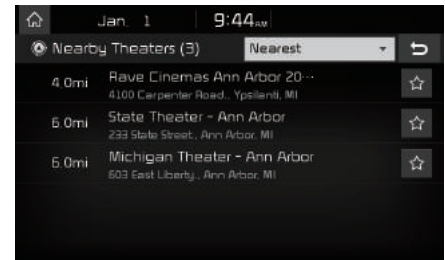 Jan. 1 9:44AM
Nearby Theaters (3) Nearest
4.0mi Rave Cinemas Ann Arbor 20···
4100 Carpenter Road., Ypsilanti, MI
6.0mi State Theater - Ann Arbor
233 State Street., Ann Arbor, MI
6.0mi Michigan Theater - Ann Arbor
603 East Liberty., Ann Arbor, MI